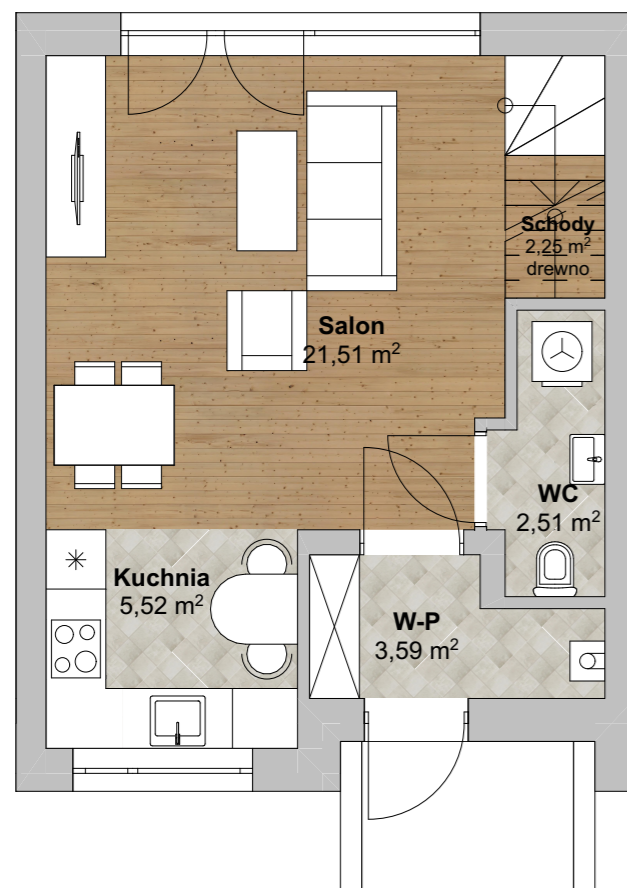 Schody
2,25 m²
drewno
Salon
21,51 m²
WC
2,51 m²
Kuchnia
5,52 m²
W-P
3,59 m²